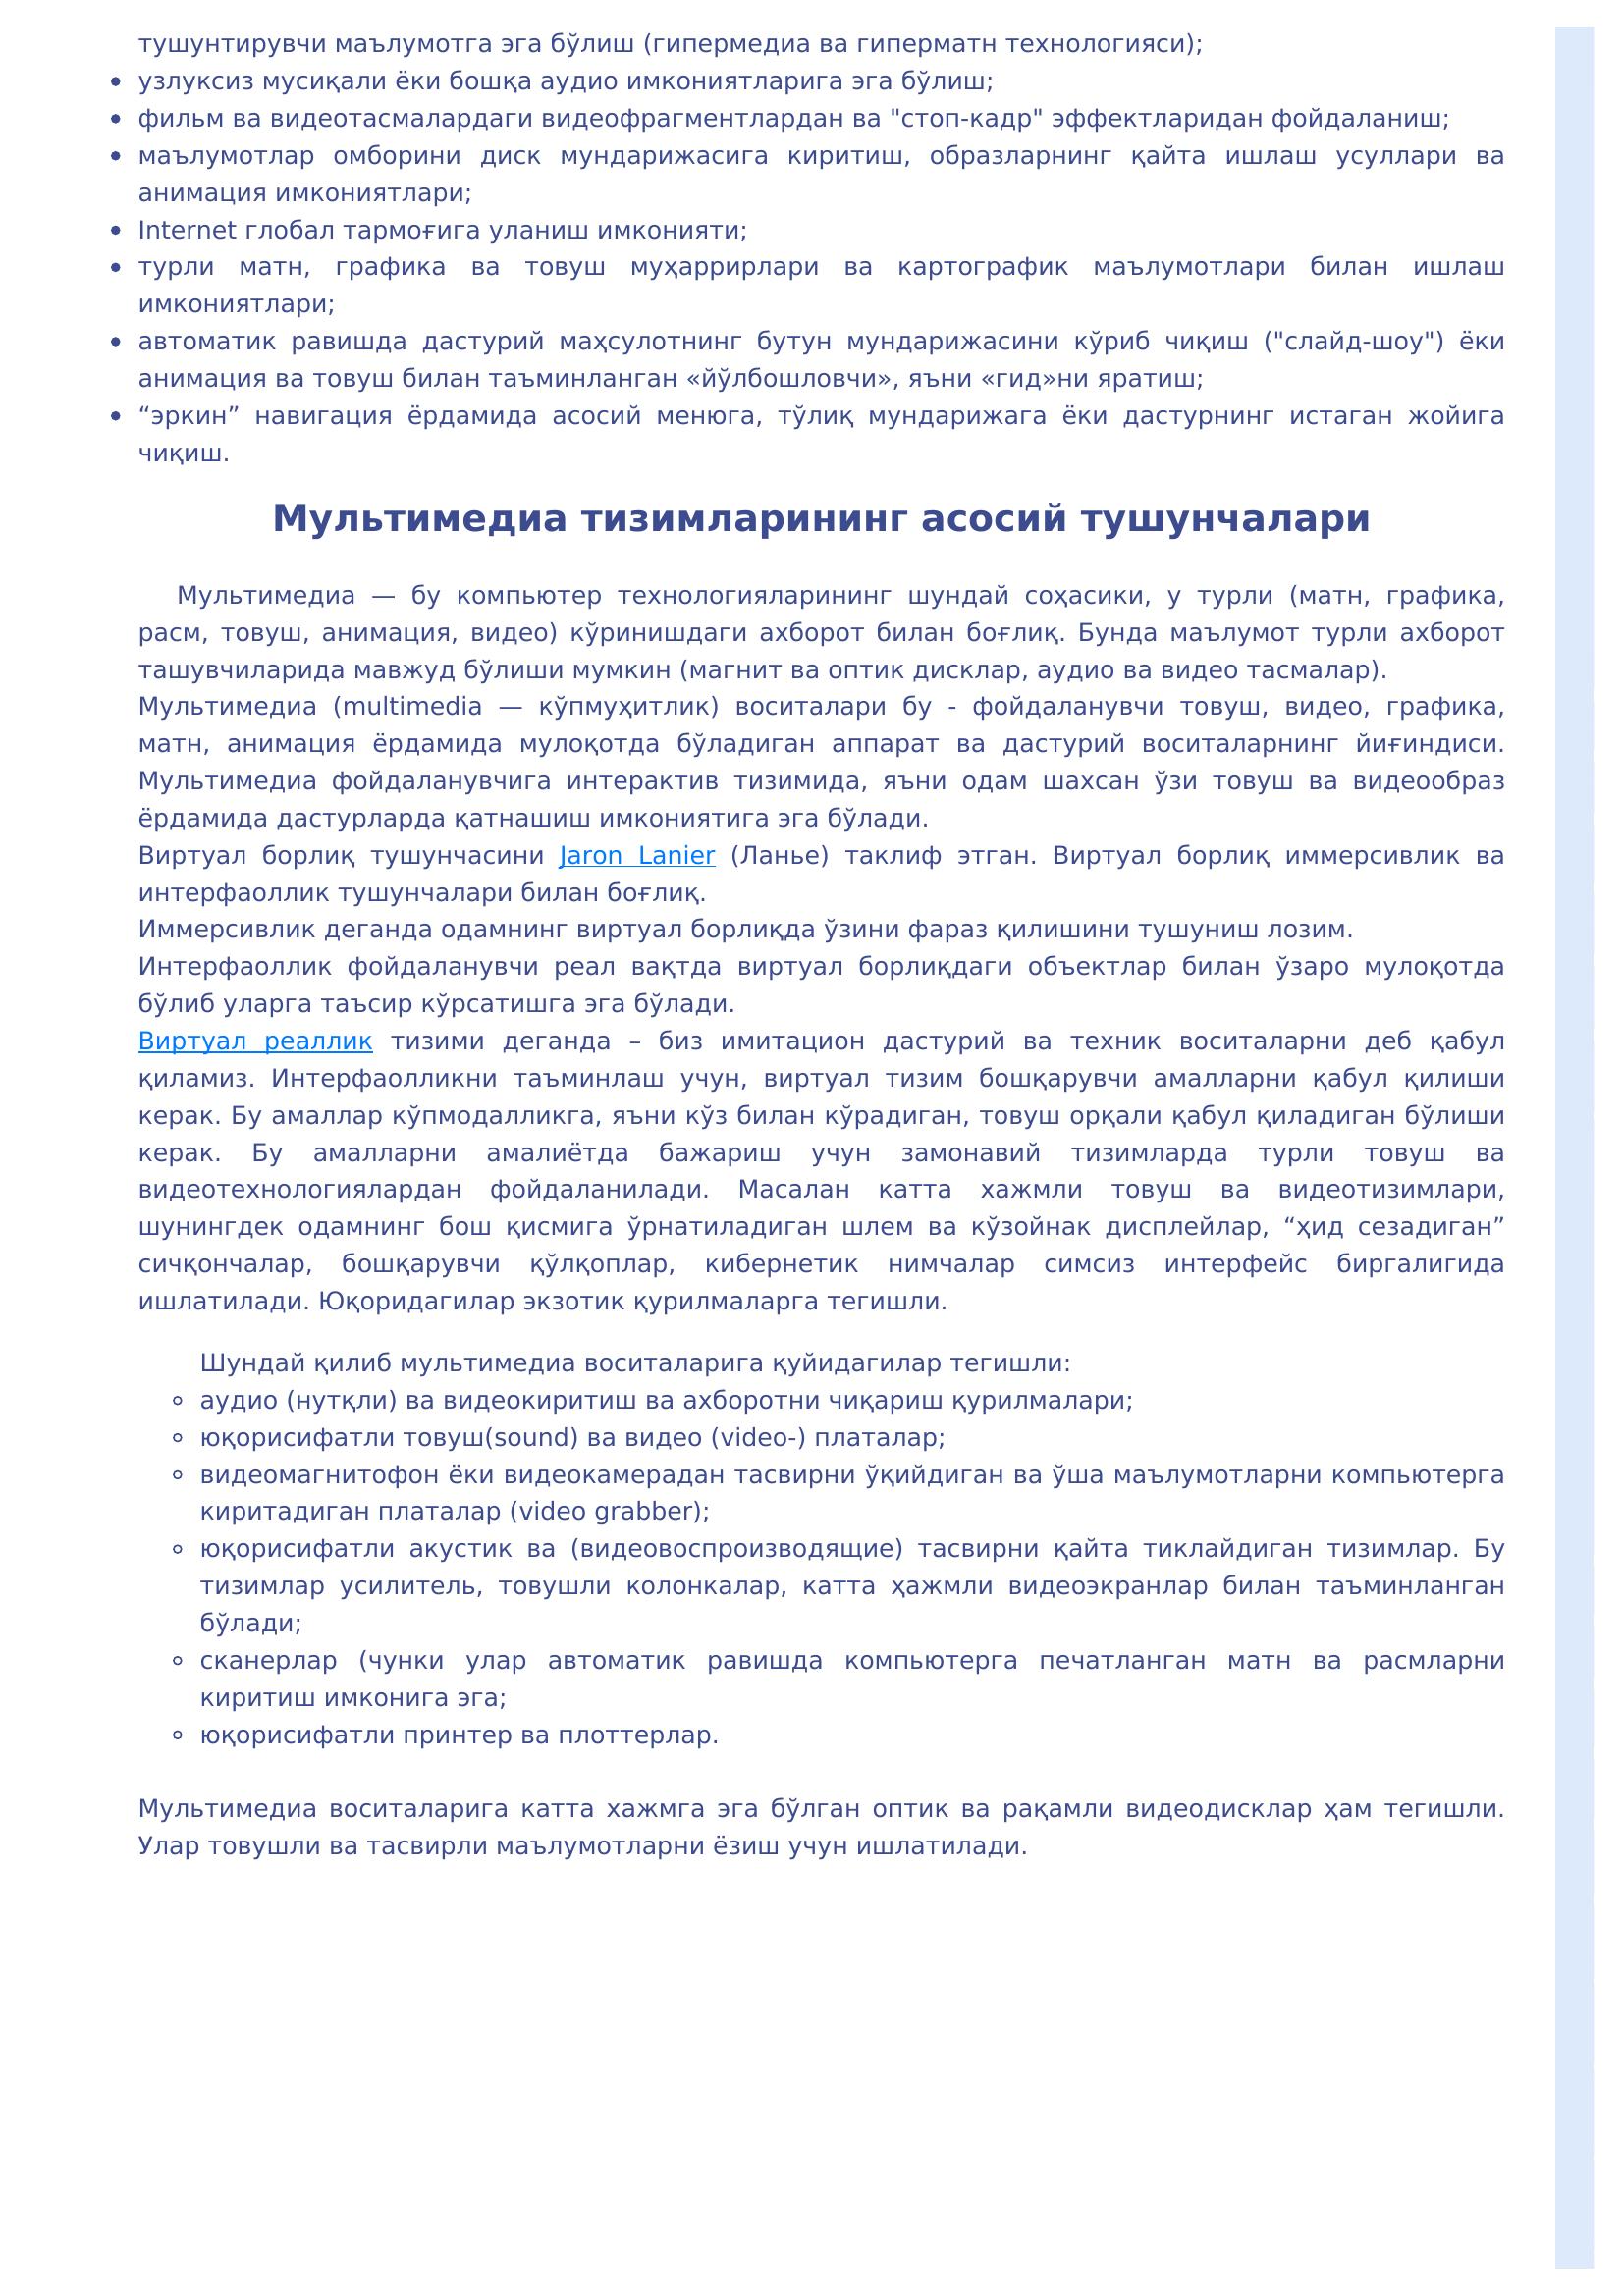 тушунтирувчи маълумотга эга бўлиш (гипермедиа ва гиперматн технологияси);
узлуксиз мусиқали ёки бошқа аудио имкониятларига эга бўлиш;
фильм ва видеотасмалардаги видеофрагментлардан ва "стоп-кадр" эффектларидан фойдаланиш;
маълумотлар омборини диск мундарижасига киритиш, образларнинг қайта ишлаш усуллари ва
анимация имкониятлари;
Internet глобал тармоғига уланиш имконияти;
турли матн, графика ва товуш муҳаррирлари ва картографик маълумотлари билан ишлаш
имкониятлари;
автоматик равишда дастурий маҳсулотнинг бутун мундарижасини кўриб чиқиш ("слайд-шоу") ёки
анимация ва товуш билан таъминланган «йўлбошловчи», яъни «гид»ни яратиш;
“эркин” навигация ёрдамида асосий менюга, тўлиқ мундарижага ёки дастурнинг истаган жойига
чиқиш.
Мультимедиа тизимларининг асосий тушунчалари
Мультимедиа — бу компьютер технологияларининг шундай соҳасики, у турли (матн, графика,
расм, товуш, анимация, видео) кўринишдаги ахборот билан боғлиқ. Бунда маълумот турли ахборот
ташувчиларида мавжуд бўлиши мумкин (магнит ва оптик дисклар, аудио ва видео тасмалар).
Мультимедиа (multimedia — кўпмуҳитлик) воситалари бу - фойдаланувчи товуш, видео, графика,
матн, анимация ёрдамида мулоқотда бўладиган аппарат ва дастурий воситаларнинг йиғиндиси.
Мультимедиа фойдаланувчига интерактив тизимида, яъни одам шахсан ўзи товуш ва видеообраз
ёрдамида дастурларда қатнашиш имкониятига эга бўлади.
Виртуал борлиқ тушунчасини Jaron Lanier (Ланье) таклиф этган. Виртуал борлиқ иммерсивлик ва
интерфаоллик тушунчалари билан боғлиқ.
Иммерсивлик деганда одамнинг виртуал борлиқда ўзини фараз қилишини тушуниш лозим.
Интерфаоллик фойдаланувчи реал вақтда виртуал борлиқдаги объектлар билан ўзаро мулоқотда
бўлиб уларга таъсир кўрсатишга эга бўлади.
Виртуал реаллик тизими деганда – биз имитацион дастурий ва техник воситаларни деб қабул
қиламиз. Интерфаолликни таъминлаш учун, виртуал тизим бошқарувчи амалларни қабул қилиши
керак. Бу амаллар кўпмодалликга, яъни кўз билан кўрадиган, товуш орқали қабул қиладиган бўлиши
керак. Бу амалларни амалиётда бажариш учун замонавий тизимларда турли товуш ва
видеотехнологиялардан фойдаланилади. Масалан катта хажмли товуш ва видеотизимлари,
шунингдек одамнинг бош қисмига ўрнатиладиган шлем ва кўзойнак дисплейлар, “ҳид сезадиган”
сичқончалар, бошқарувчи қўлқоплар, кибернетик нимчалар симсиз интерфейс биргалигида
ишлатилади. Юқоридагилар экзотик қурилмаларга тегишли.
Шундай қилиб мультимедиа воситаларига қуйидагилар тегишли:
аудио (нутқли) ва видеокиритиш ва ахборотни чиқариш қурилмалари;
юқорисифатли товуш(sound) ва видео (video-) платалар;
видеомагнитофон ёки видеокамерадан тасвирни ўқийдиган ва ўша маълумотларни компьютерга
киритадиган платалар (video grabber);
юқорисифатли акустик ва (видеовоспроизводящие) тасвирни қайта тиклайдиган тизимлар. Бу
тизимлар усилитель, товушли колонкалар, катта ҳажмли видеоэкранлар билан таъминланган
бўлади;
сканерлар (чунки улар автоматик равишда компьютерга печатланган матн ва расмларни
киритиш имконига эга;
юқорисифатли принтер ва плоттерлар.
Мультимедиа воситаларига катта хажмга эга бўлган оптик ва рақамли видеодисклар ҳам тегишли.
Улар товушли ва тасвирли маълумотларни ёзиш учун ишлатилади.